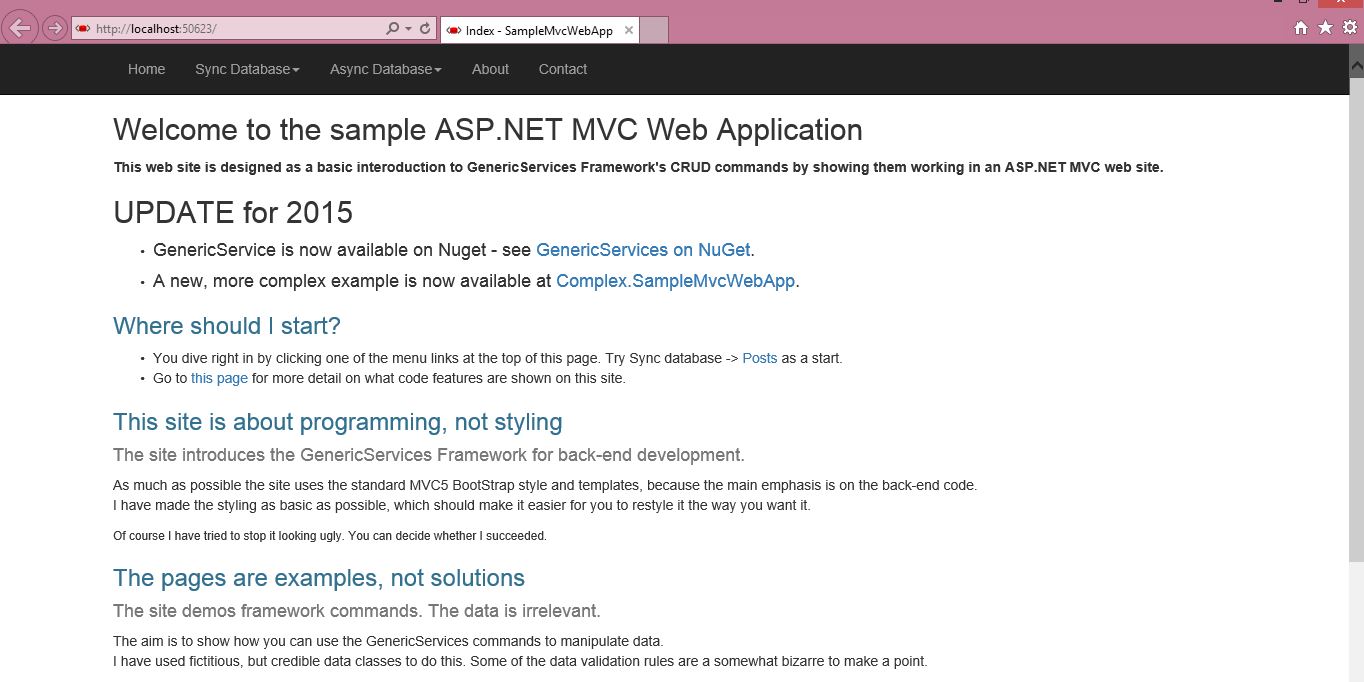 http://localhost:50623/
Index - SampleMvcWebApp
Home Sync Database Async Database About Contact
Welcome to the sample ASP.NET MVC Web Application
This web site is designed as a basic interoduction to GenericServices Framework's CRUD commands by showing them working in an ASP.NET MVC web site.
UPDATE for 2015
• GenericService is now available on Nuget - see GenericServices on NuGet.
• A new, more complex example is now available at Complex.SampleMvcWebApp.
Where should I start?
• You dive right in by clicking one of the menu links at the top of this page. Try Sync database -> Posts as a start.
• Go to this page for more detail on what code features are shown on this site.
This site is about programming, not styling
The site introduces the GenericServices Framework for back-end development.
As much as possible the site uses the standard MVC5 BootStrap style and templates, because the main emphasis is on the back-end code.
I have made the styling as basic as possible, which should make it easier for you to restyle it the way you want it.
Of course I have tried to stop it looking ugly. You can decide whether I succeeded.
The pages are examples, not solutions
The site demos framework commands. The data is irrelevant.
The aim is to show how you can use the GenericServices commands to manipulate data.
I have used fictitious, but credible data classes to do this. Some of the data validation rules are a somewhat bizarre to make a point.